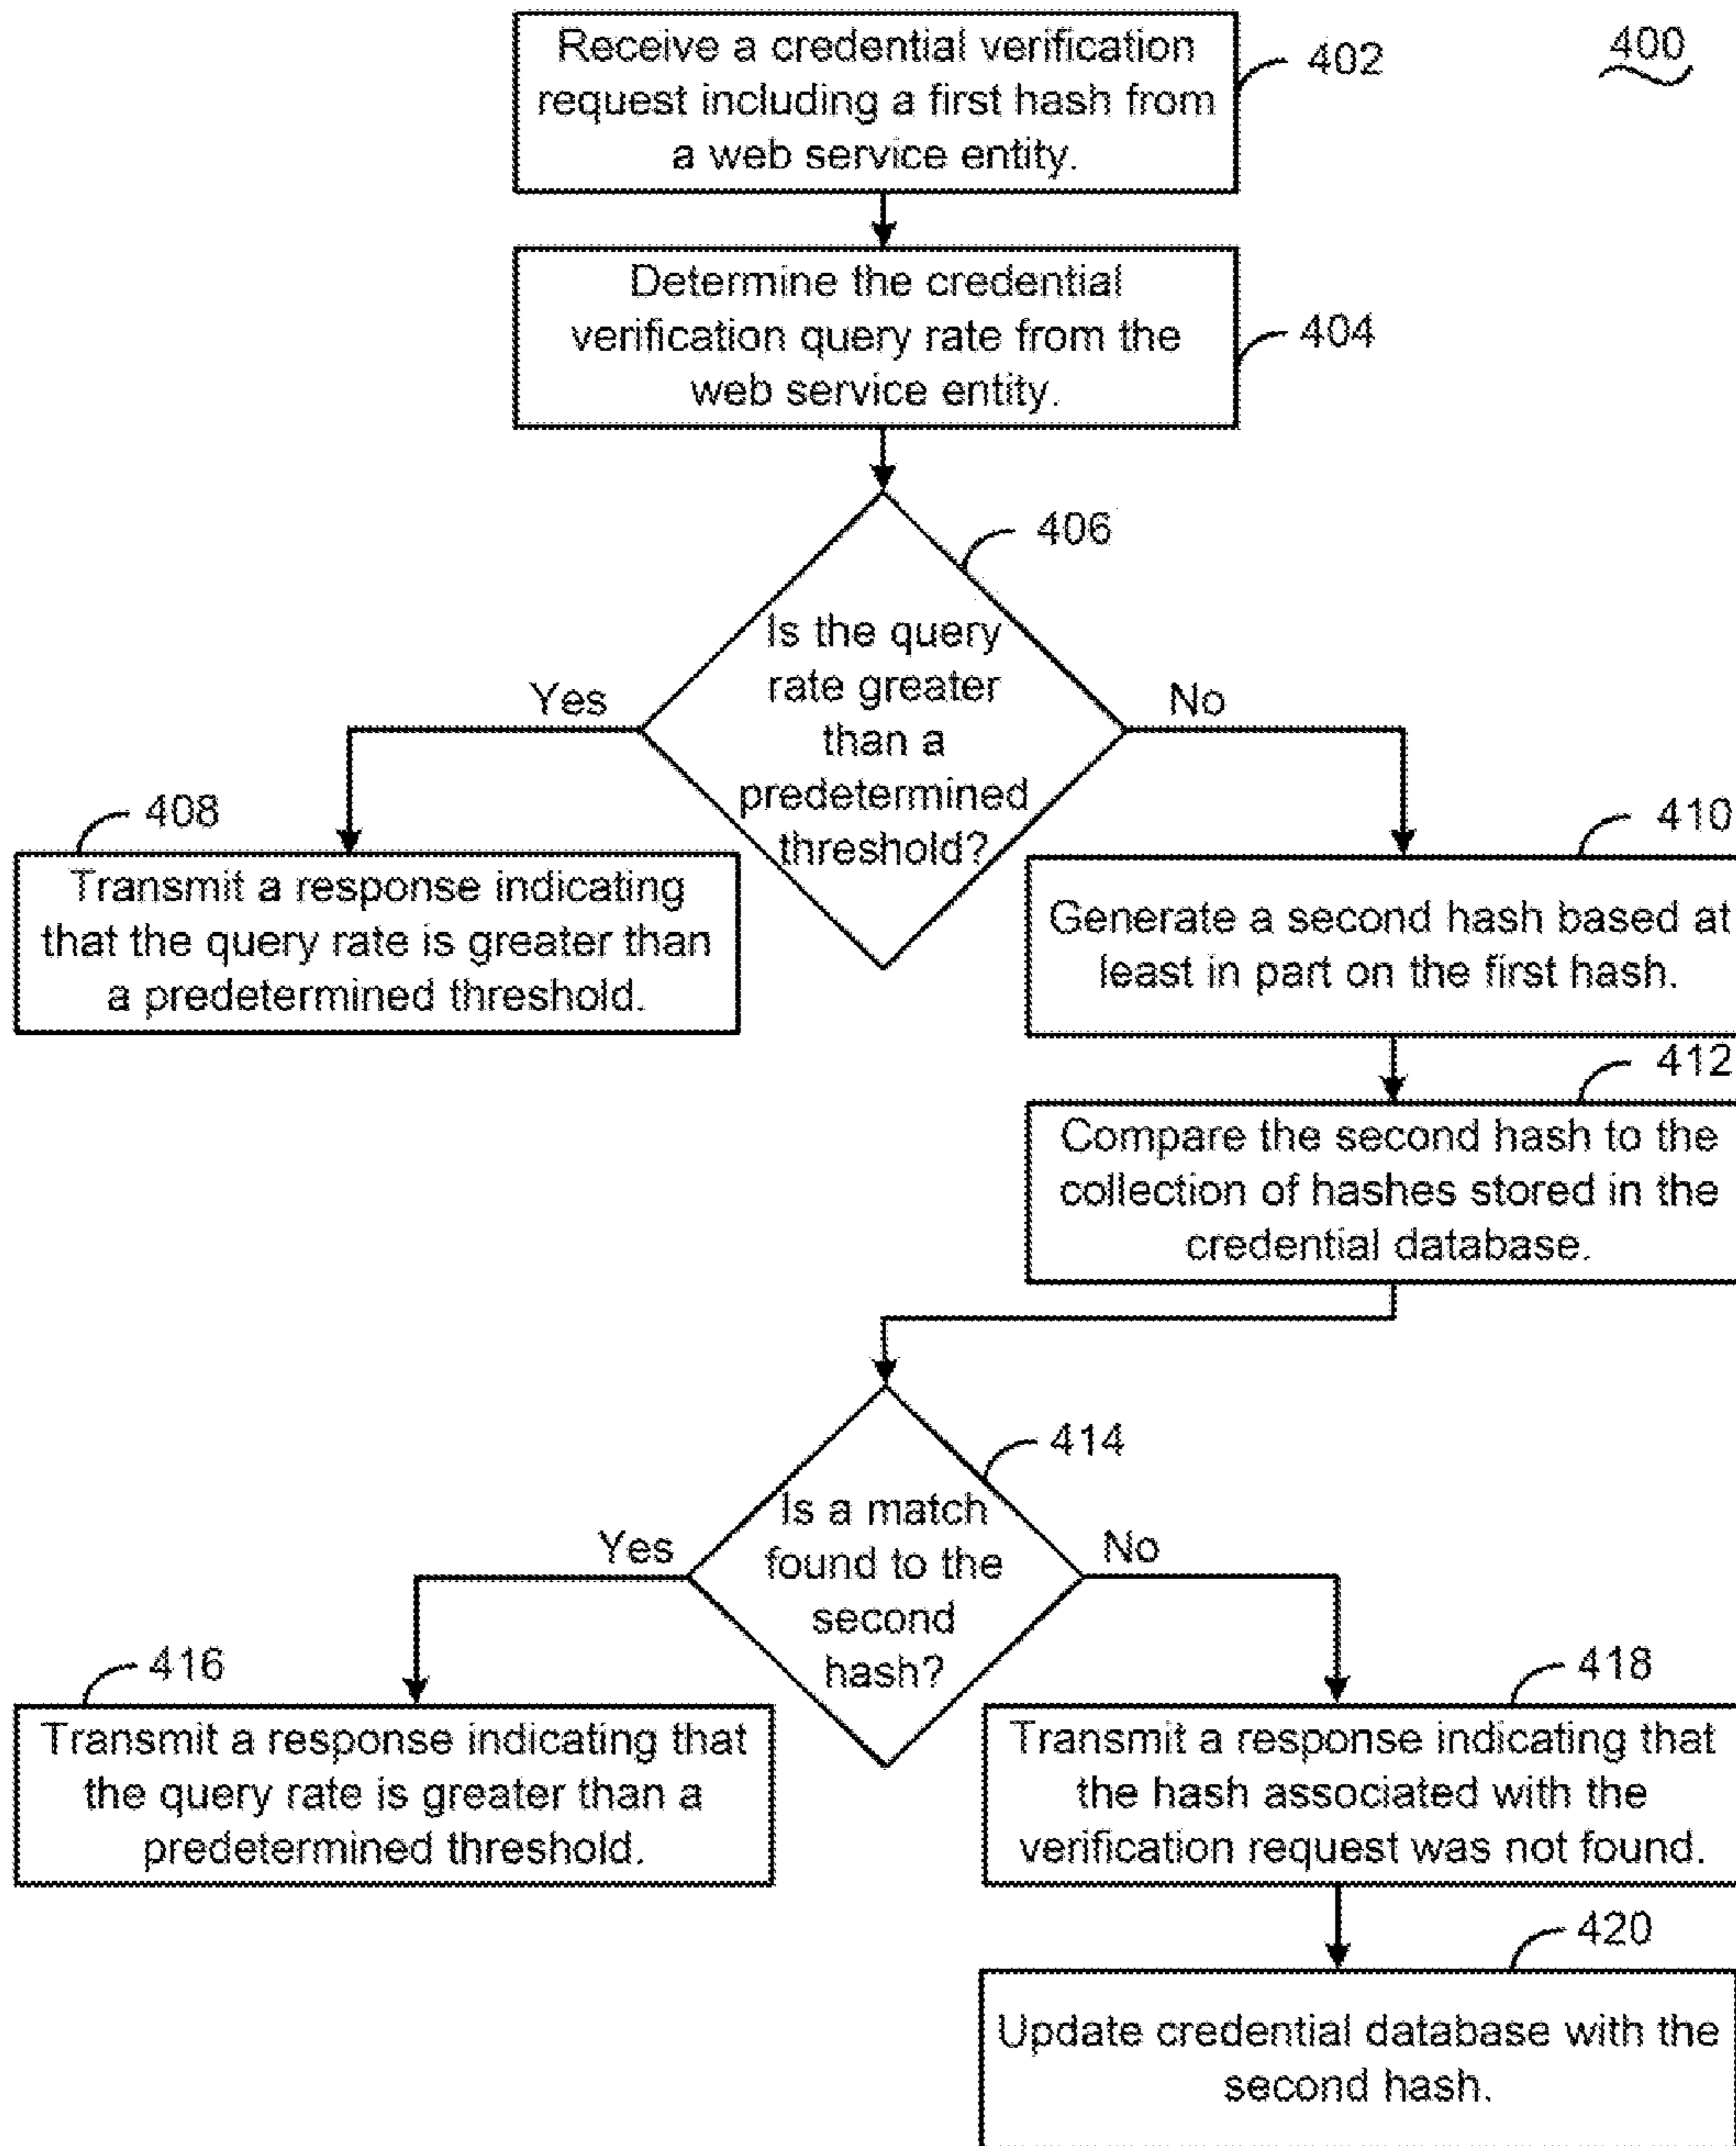 400
Receive a credential verification
request including a first hash from
a web service entity.
402
Determine the credential
verification query rate from the
web service entity.
404
406
Is the query
rate greater
than a
predetermined
threshold?
Yes
No
408
Transmit a response indicating
that the query rate is greater than
a predetermined threshold.
410
Generate a second hash based at
least in part on the first hash.
412
Compare the second hash to the
collection of hashes stored in the
credential database.
414
Is a match
found to the
second
hash?
Yes
No
416
Transmit a response indicating that
the query rate is greater than a
predetermined threshold.
418
Transmit a response indicating that
the hash associated with the
verification request was not found.
420
Update credential database with the
second hash.